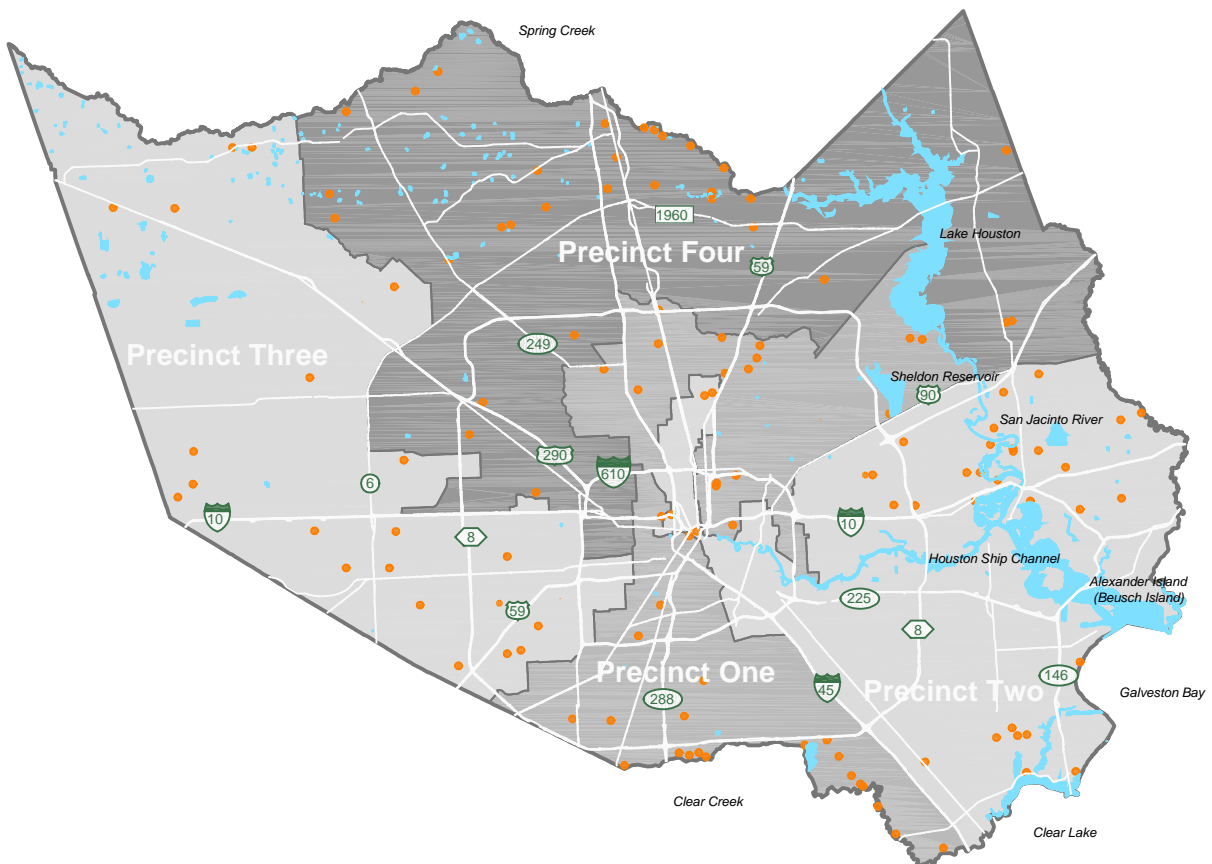 Spring Creek
1960
Lake Houston
Precinct Four
59
249
Precinct Three
Sheldon Reservoir
90
San Jacinto River
290
610
6
10
10
8
Houston Ship Channel
Alexander Island
(Beusch Island)
225
59
8
Precinct One
146
45
Precinct Two
288
Galveston Bay
Clear Creek
Clear Lake